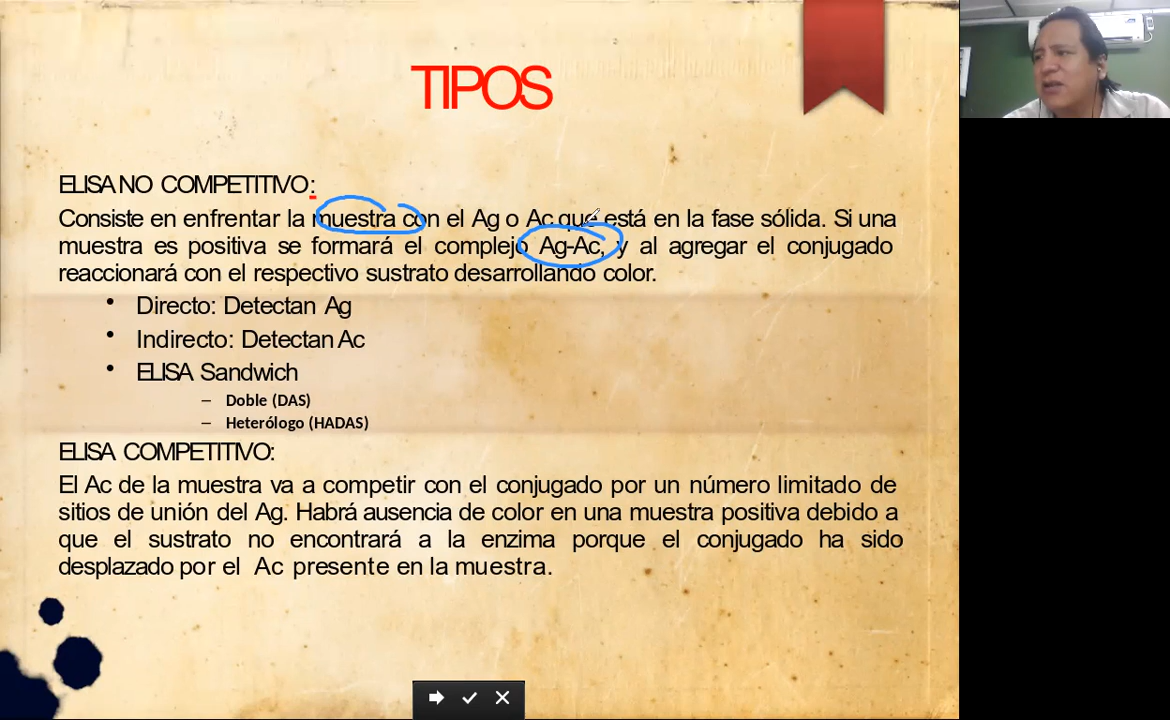 TIPOS
ELISA NO COMPETITIVO:
Consiste en enfrentar la muestra con el Ag o Ac que está en la fase sólida. Si una
muestra es positiva se formará el complejo Ag-Ac, y al agregar el conjugado
reaccionará con el respectivo sustrato desarrollando color.
• Directo: Detectan Ag
• Indirecto: Detectan Ac
• ELISA Sandwich
– Doble (DAS)
– Heterólogo (HADAS)
ELISA COMPETITIVO:
El Ac de la muestra va a competir con el conjugado por un número limitado de
sitios de unión del Ag. Habrá ausencia de color en una muestra positiva debido a
que el sustrato no encontrará a la enzima porque el conjugado ha sido
desplazado por el Ac presente en la muestra.